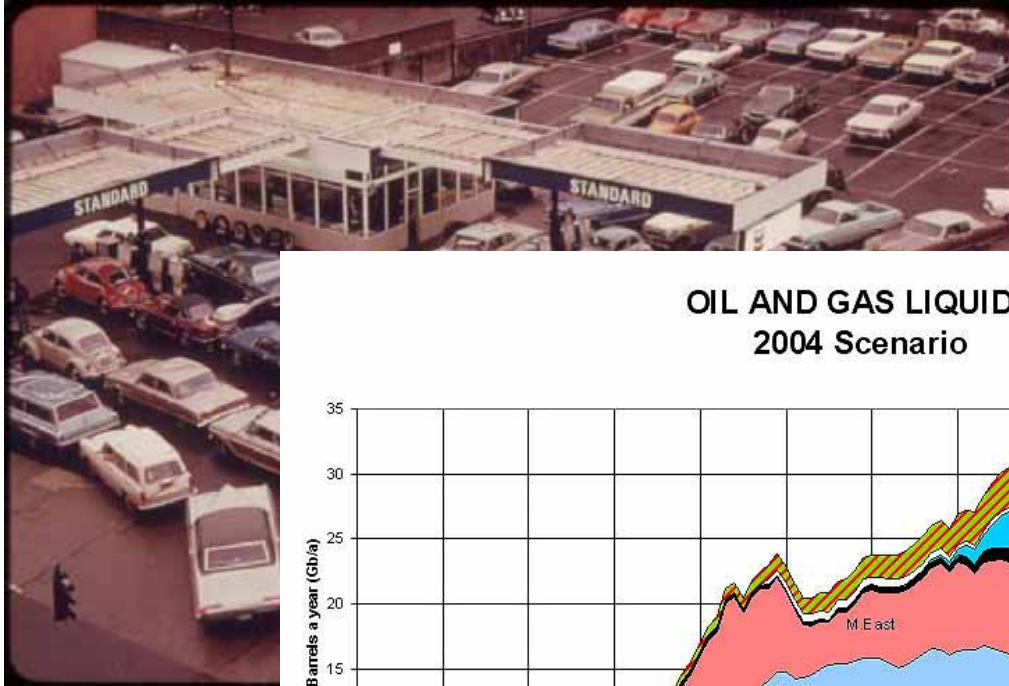 STANDARD
STANDARD
OIL AND GAS LIQUID
2004 Scenario
35
30
25
20
15
Barrels a year (Gb/a)
M.East